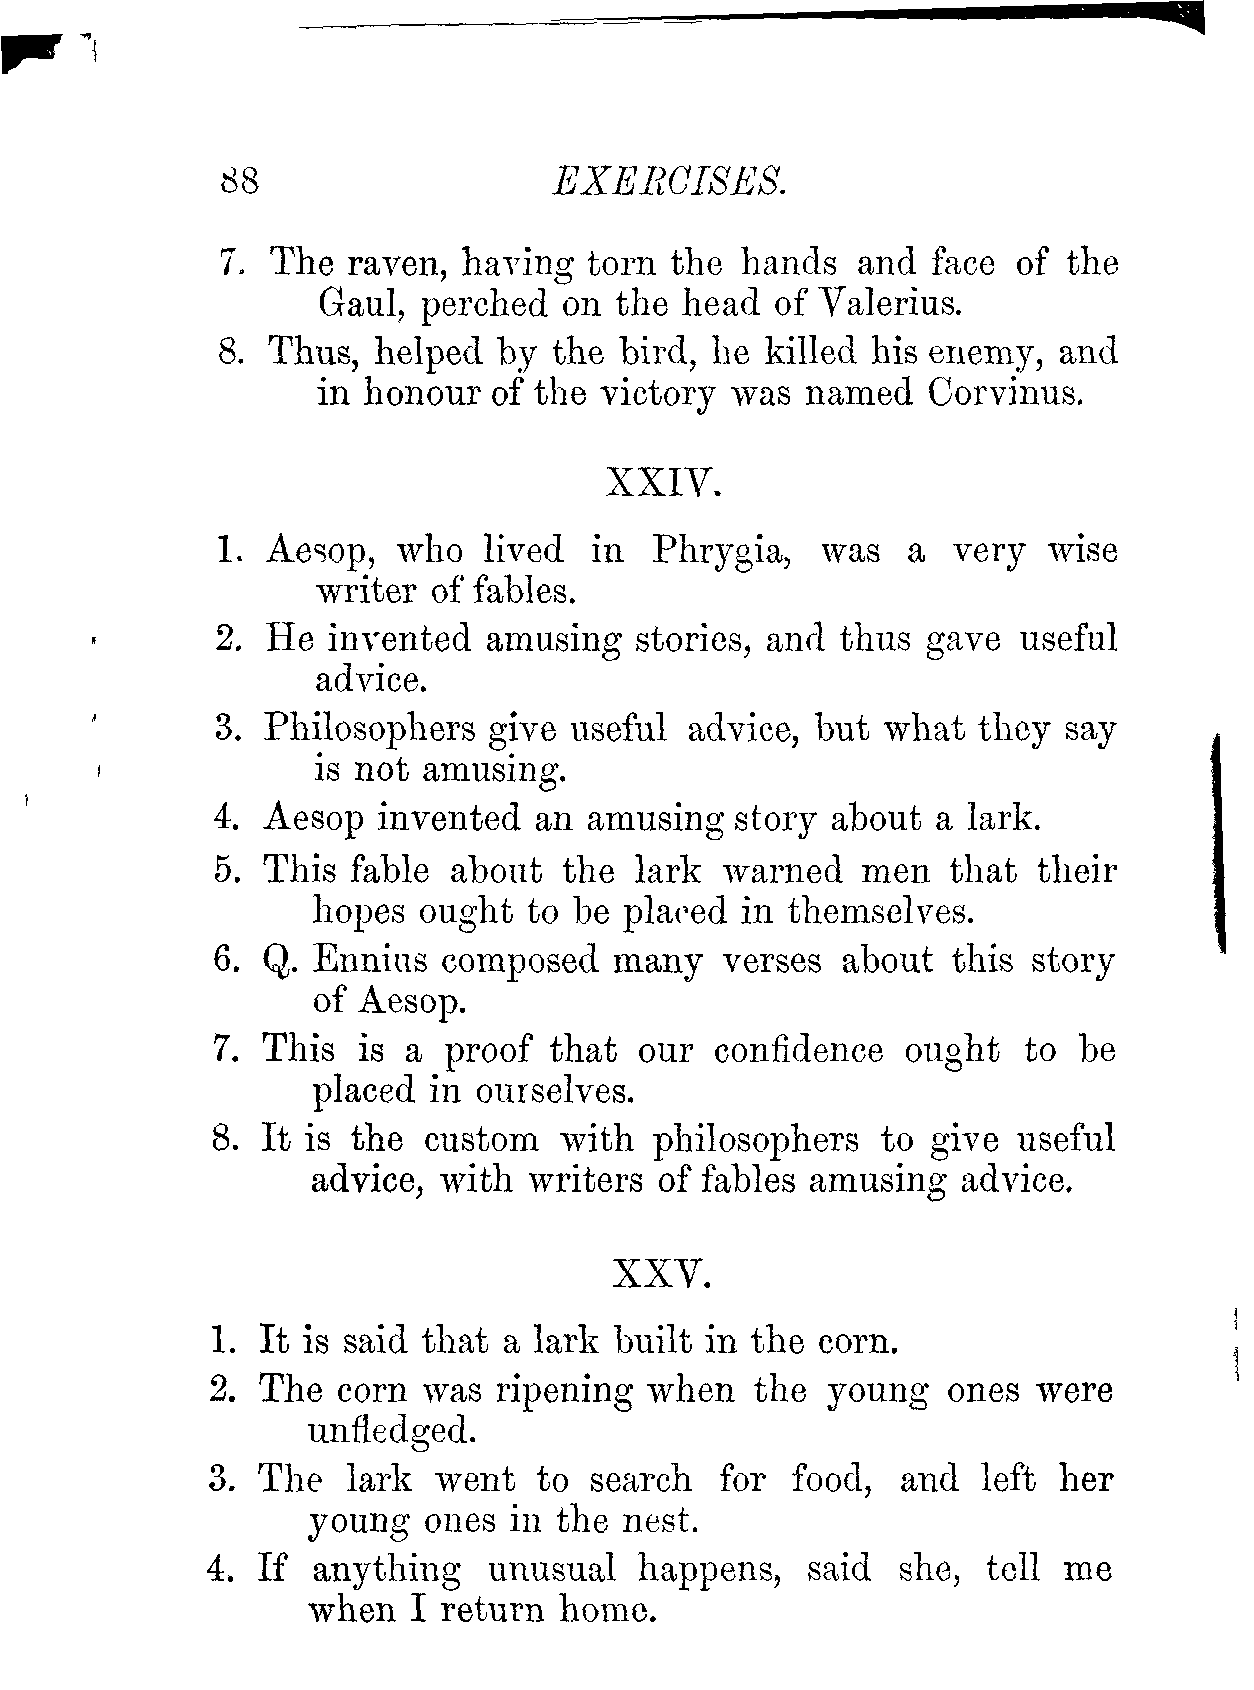 88 EXERCISES.
7. The raven, having torn the hands and face of the
Gaul, perched on the head of Valerius.
8. Thus, helped by the bird, he killed his enemy, and
in honour of the victory was named Corvinus.
XXIV.
1. Aesop, who lived in Phrygia, was a very wise
writer of fables.
2. He invented amusing stories, and thus gave useful
advice.
3. Philosophers give useful advice, but what they say
is not amusing.
4. Aesop invented an amusing story about a lark.
5. This fable about the lark warned men that their
hopes ought to be placed in themselves.
6. Q. Ennius composed many verses about this story
of Aesop.
7. This is a proof that our confidence ought to be
placed in ourselves.
8. It is the custom with philosophers to give useful
advice, with writers of fables amusing advice.
XXV.
1. It is said that a lark built in the corn.
2. The corn was ripening when the young ones were
unfledged.
3. The lark went to search for food, and left her
young ones in the nest.
4. If anything unusual happens, said she, tell me
when I return home.